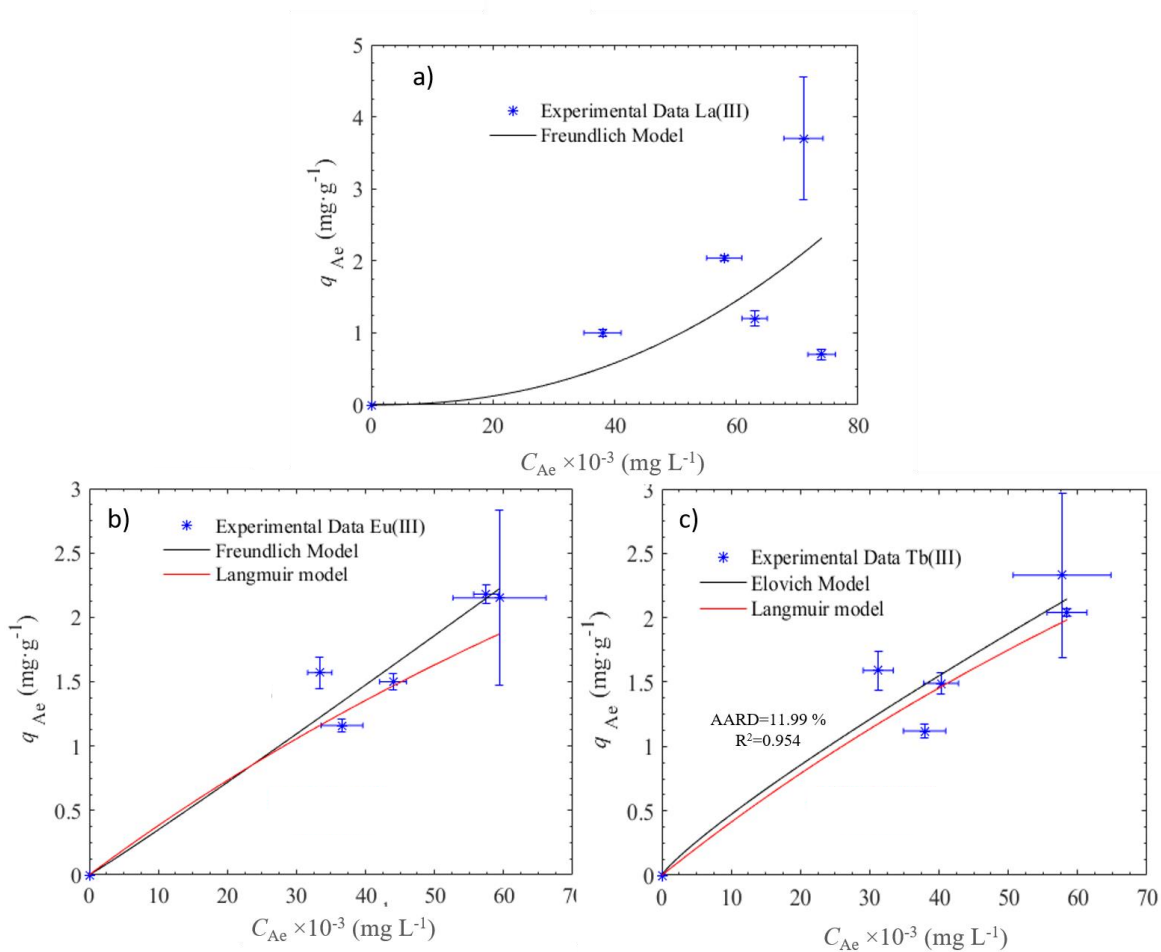 a)
Experimental Data La(III)
Freundlich Model
5
4
3
2
1
0
q Ae (mg·g⁻¹)
0 20 40 60 80
C Ae ×10⁻³ (mg L⁻¹)
b)
Experimental Data Eu(III)
Freundlich Model
Langmuir model
3
2.5
2
1.5
1
0.5
0
q Ae (mg·g⁻¹)
0 10 20 30 40 50 60 70
C Ae ×10⁻³ (mg L⁻¹)
c)
Experimental Data Tb(III)
Elovich Model
Langmuir model
AARD=11.99 %
R²=0.954
3
2.5
2
1.5
1
0.5
0
q Ae (mg·g⁻¹)
0 10 20 30 40 50 60 70
C Ae ×10⁻³ (mg L⁻¹)